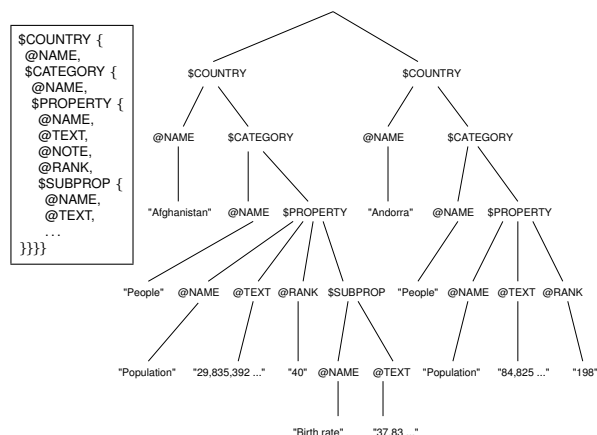 $COUNTRY {
@NAME,
$CATEGORY {
@NAME,
$PROPERTY {
@NAME,
@TEXT,
@NOTE,
@RANK,
$SUBPROP {
@NAME,
@TEXT,
...
}}}}
$COUNTRY $COUNTRY
@NAME $CATEGORY @NAME $CATEGORY
"Afghanistan" @NAME $PROPERTY "Andorra" @NAME $PROPERTY
"People" @NAME @TEXT @RANK $SUBPROP "People" @NAME @TEXT @RANK
"Population" "29,835,392 ..." "40" @NAME @TEXT "Population" "84,825 ..." "198"
"Birth rate" "37.83 ..."